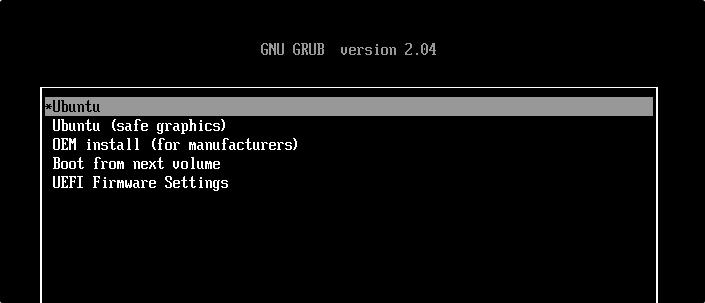 GNU GRUB  version 2.04
*Ubuntu
Ubuntu (safe graphics)
OEM install (for manufacturers)
Boot from next volume
UEFI Firmware Settings